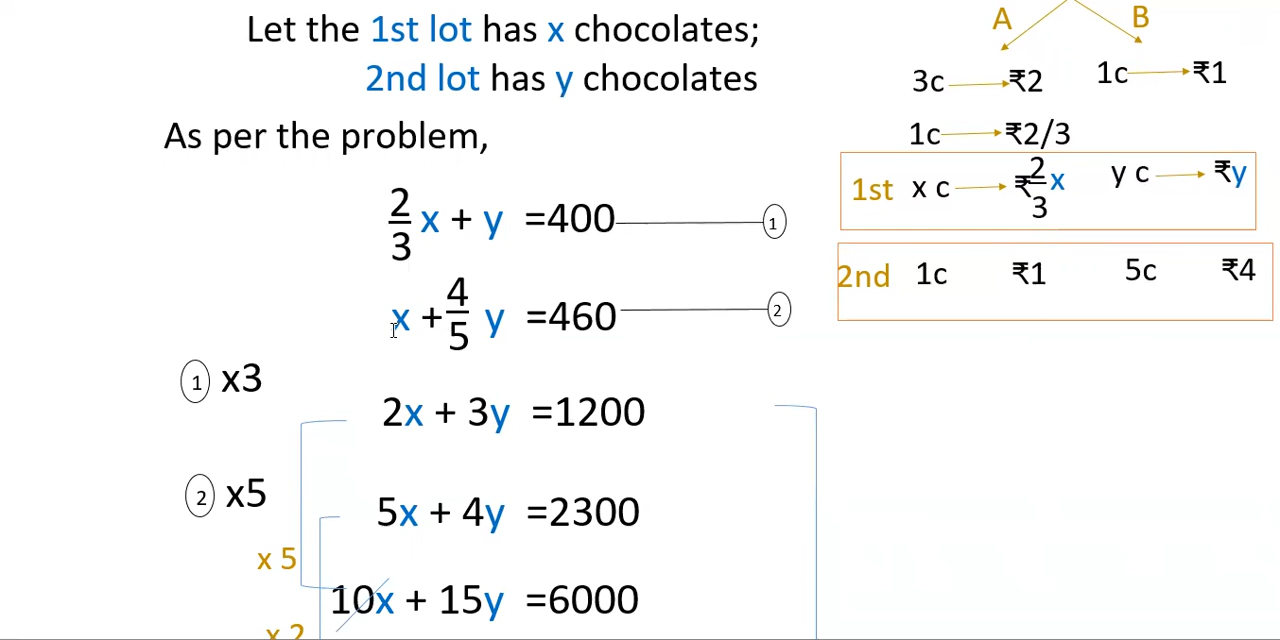 Let the 1st lot has x chocolates;
2nd lot has y chocolates
As per the problem,
2/3 x + y =400 ①
x + 4/5 y =460 ②
① x3
2x + 3y =1200
② x5
5x + 4y =2300
x 5
10x + 15y =6000
x 2
A B
3c ₹2 1c ₹1
1c ₹2/3
1st x c ₹2/3 x y c ₹y
2nd 1c ₹1 5c ₹4